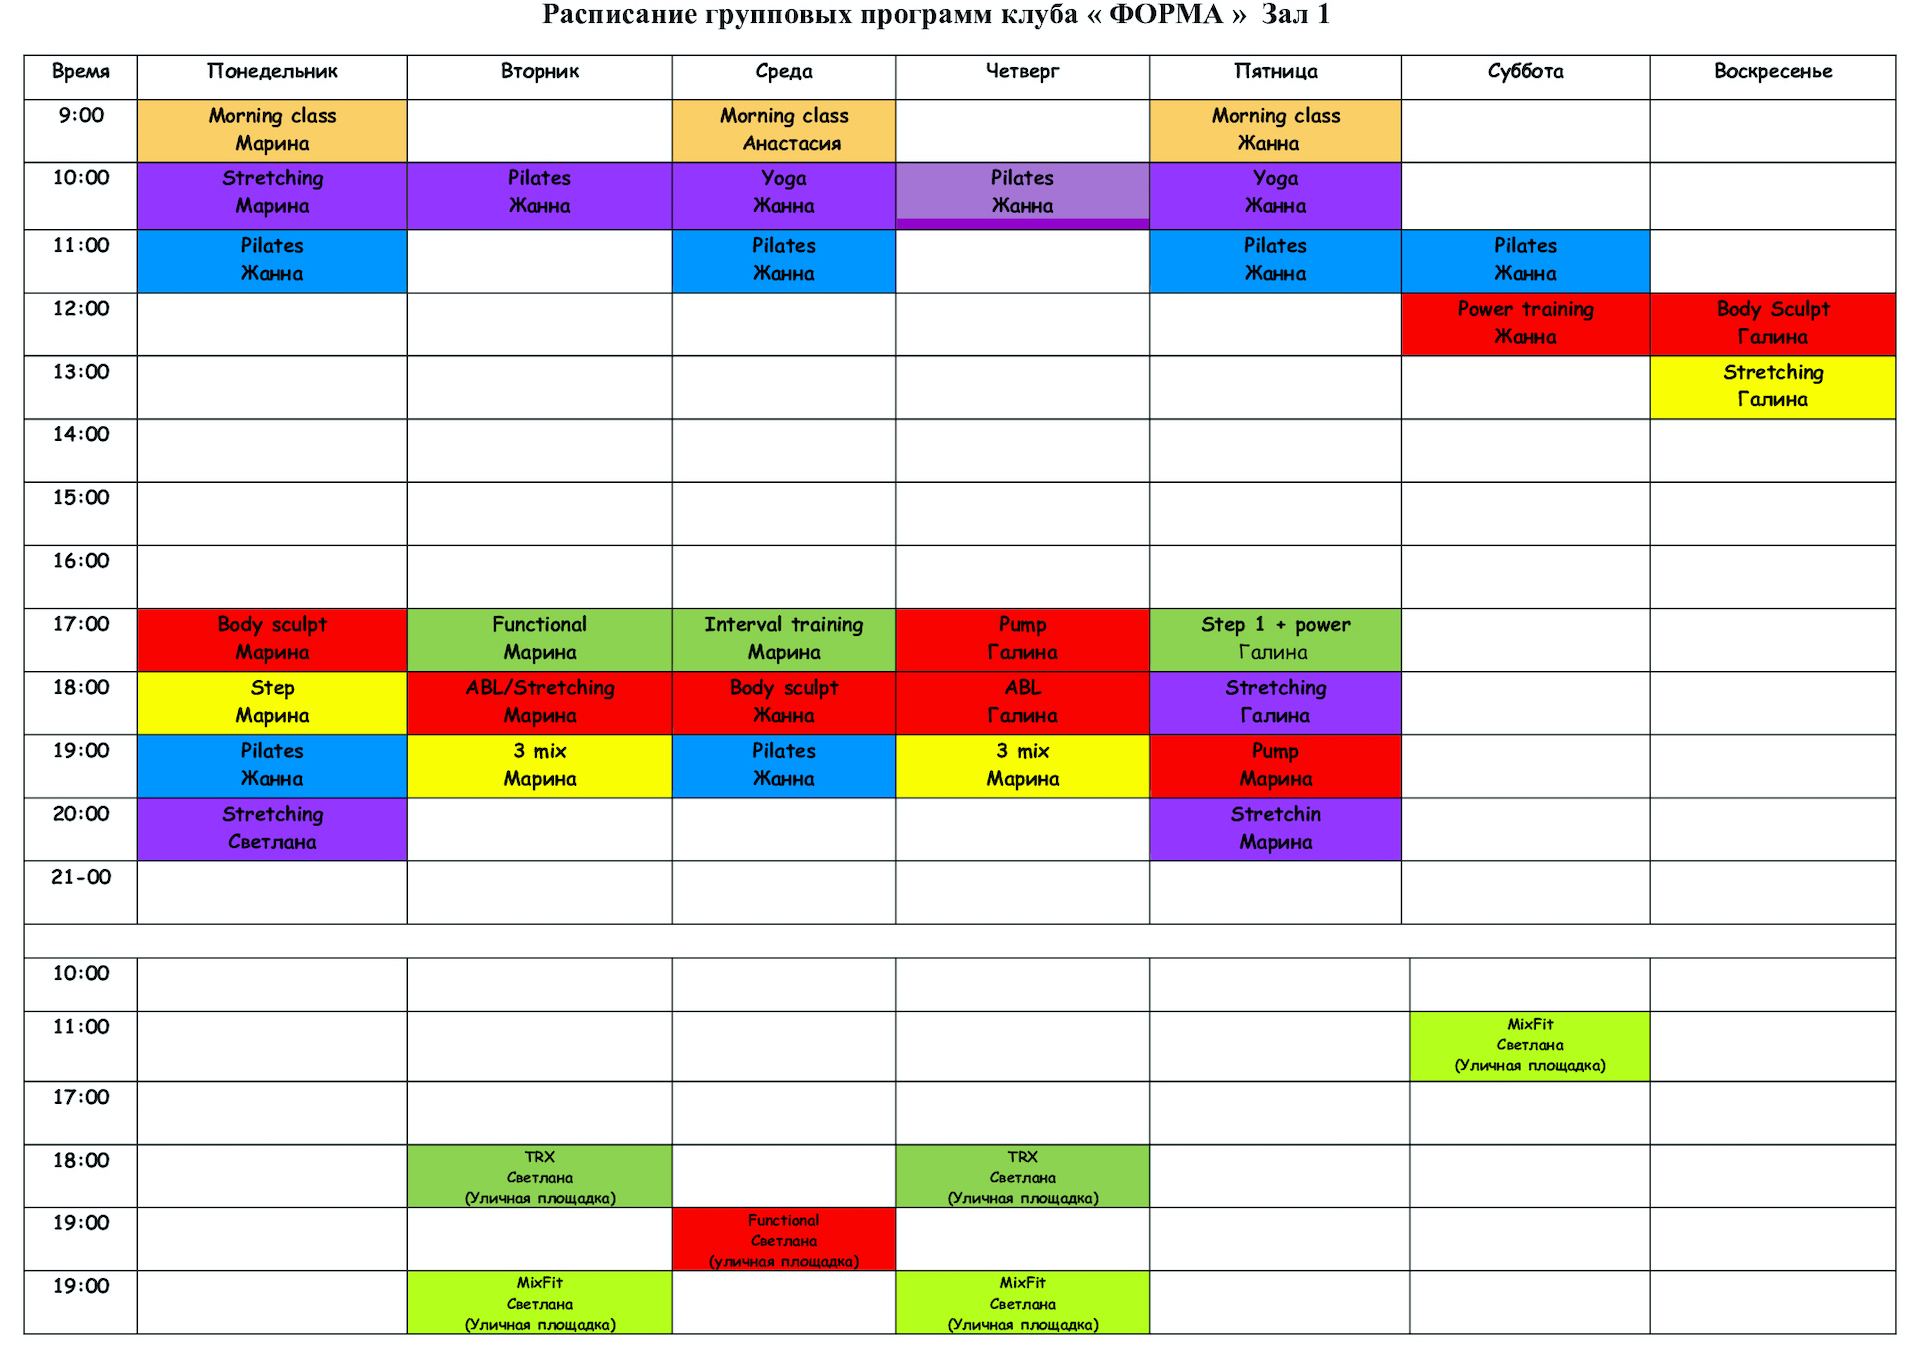 Расписание групповых программ клуба « ФОРМА » Зал 1
Время Понедельник Вторник Среда Четверг Пятница Суббота Воскресенье
9:00 Morning class Morning class Morning class
Марина Анастасия Жанна
10:00 Stretching Pilates Yoga Pilates Yoga
Марина Жанна Жанна Жанна Жанна
11:00 Pilates Pilates Pilates Pilates
Жанна Жанна Жанна Жанна
12:00 Power training Body Sculpt
Жанна Галина
13:00 Stretching
Галина
14:00
15:00
16:00
17:00 Body sculpt Functional Interval training Pump Step 1 + power
Марина Марина Марина Галина Галина
18:00 Step ABL/Stretching Body sculpt ABL Stretching
Марина Марина Жанна Галина Галина
19:00 Pilates 3 mix Pilates 3 mix Pump
Жанна Марина Жанна Марина Марина
20:00 Stretching Stretchin
Светлана Марина
21-00
10:00
11:00 MixFit
Светлана
(Уличная площадка)
17:00
18:00 TRX TRX
Светлана Светлана
(Уличная площадка) (Уличная площадка)
19:00 Functional
Светлана
(уличная площадка)
19:00 MixFit MixFit
Светлана Светлана
(Уличная площадка) (Уличная площадка)